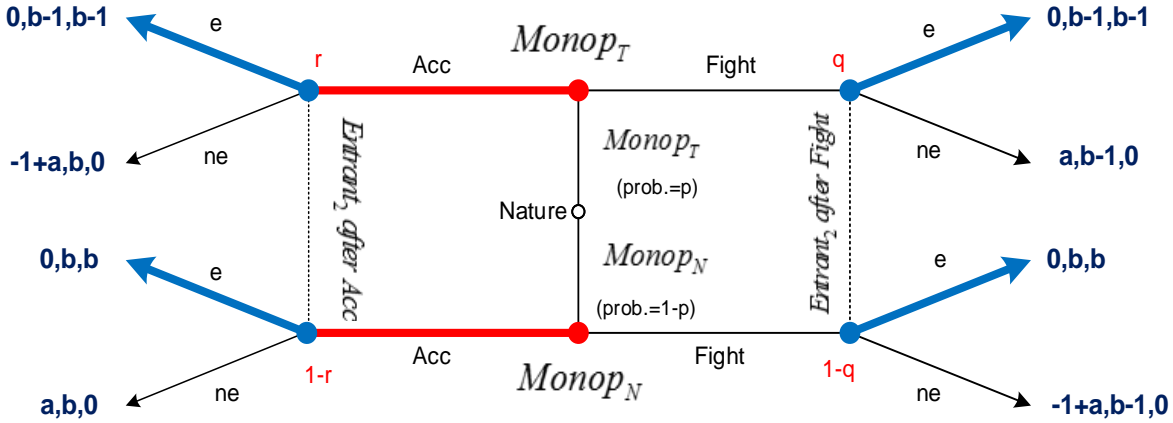 0,b-1,b-1
e
r
Acc
Monop_T
Fight
q
e
0,b-1,b-1
-1+a,b,0
ne
Entrant_2 after Acc
Monop_T
(prob.=p)
Nature
Monop_N
(prob.=1-p)
Entrant_2 after Fight
ne
a,b-1,0
0,b,b
e
e
0,b,b
a,b,0
ne
1-r
Acc
Monop_N
Fight
1-q
ne
-1+a,b-1,0